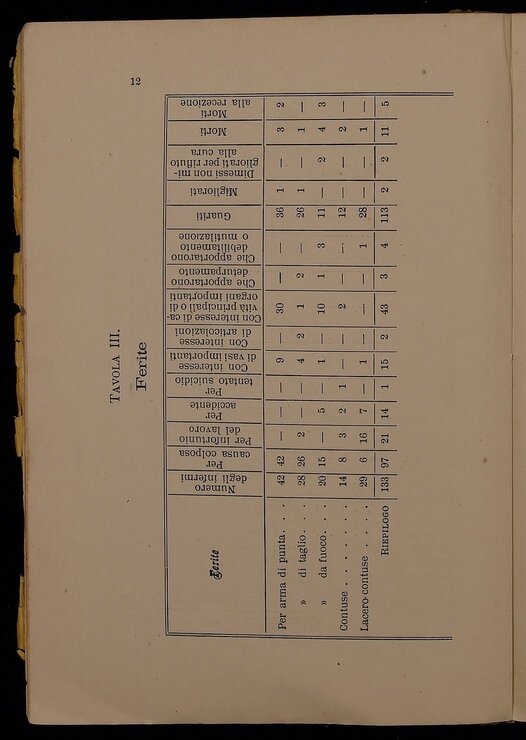 12
TAVOLA III.
Ferite
Ferite | Numero degli infermi | Per causa colposa | Per infortunio del lavoro | Per accidente | Per tentato suicidio | Con interesse di vasi importanti | Con interesse di articolazioni | Con interesse di cavità principali o di organi importanti | Che apportarono deturpamento | Che apportarono debilitamento o mutilazione | Guariti | Migliorati | Dimessi non migliorati per rifiuto alla cura | Morti | Morti alla recezione
Per arma di punta. . . | 42 | 42 | — | — | — | 9 | — | 30 | — | — | 36 | 1 | — | 3 | 2
» di taglio. . . | 28 | 26 | 2 | — | — | 4 | 2 | 1 | 2 | — | 26 | 1 | — | 1 | —
» da fuoco. . . | 20 | 15 | — | 5 | — | 1 | — | 10 | 1 | 3 | 11 | — | 2 | 4 | 3
Contuse . . . . . . . | 14 | 8 | 3 | 2 | 1 | — | — | 2 | — | — | 12 | — | — | 2 | —
Lacero-contuse . . . . . | 29 | 6 | 16 | 7 | — | 1 | — | — | — | 1 | 28 | — | — | 1 | —
RIEPILOGO | 133 | 97 | 21 | 14 | 1 | 15 | 2 | 43 | 3 | 4 | 113 | 2 | 2 | 11 | 5